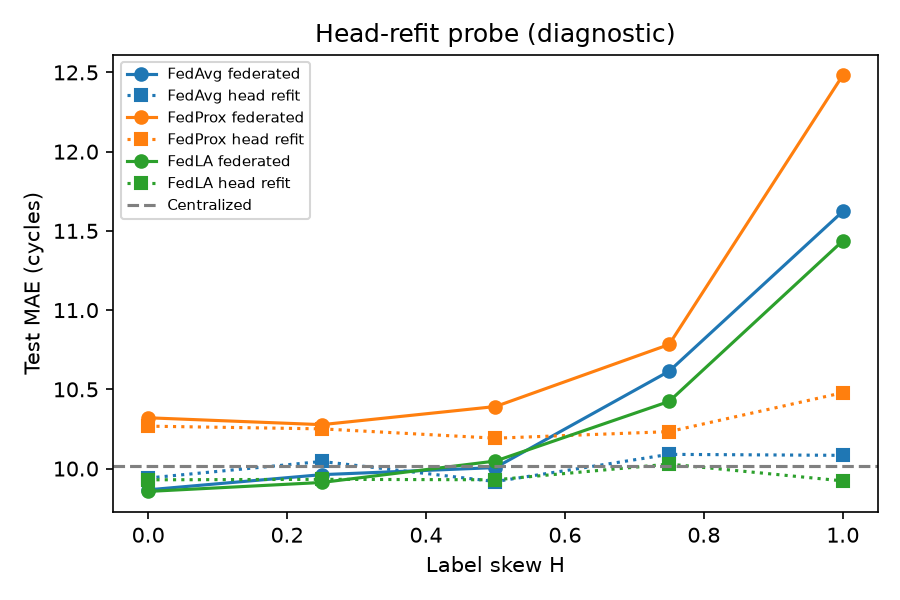 Head-refit probe (diagnostic)
FedAvg federated
FedAvg head refit
FedProx federated
FedProx head refit
FedLA federated
FedLA head refit
Centralized
12.5
12.0
11.5
11.0
10.5
10.0
Test MAE (cycles)
0.0 0.2 0.4 0.6 0.8 1.0
Label skew H